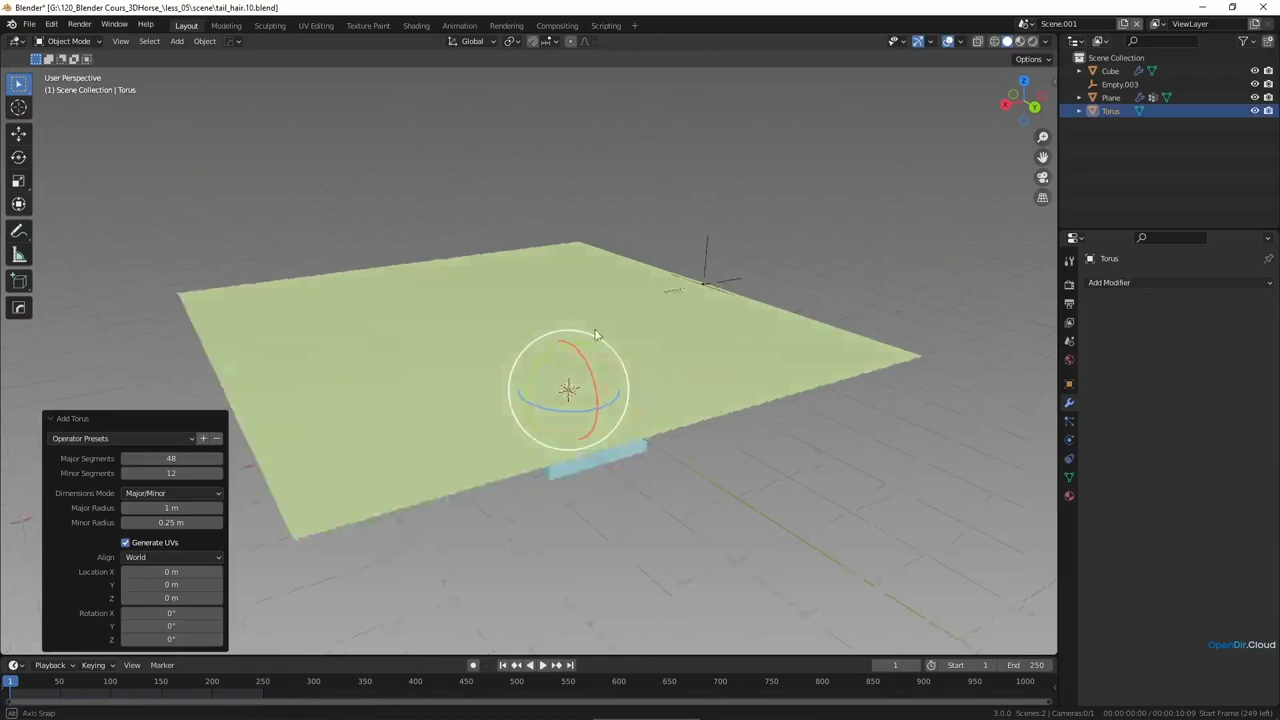 Blender* [G:\120_Blender Cours_3DHorse_\less_05\scene\tail_hair.10.blend]
File Edit Render Window Help Layout Modeling Sculpting UV Editing Texture Paint Shading Animation Rendering Compositing Scripting + Scene.001 ViewLayer
Object Mode View Select Add Object Global
Options
User Perspective
(1) Scene Collection | Torus
Scene Collection
Cube
Empty.003
Plane
Torus
X Y Z
Torus
Add Modifier
Add Torus
Operator Presets
Major Segments 48
Minor Segments 12
Dimensions Mode Major/Minor
Major Radius 1 m
Minor Radius 0.25 m
Generate UVs
Align World
Location X 0 m
Y 0 m
Z 0 m
Rotation X 0°
Y 0°
Z 0°
OpenDir.Cloud
Playback Keying View Marker 1 Start 1 End 250
1 50 100 150 200 250 300 350 400 450 500 550 600 650 700 750 800 850 900 950 1000
Axis Snap 3.0.0 Scenes:2 | Cameras:0/1 00:00:00:00 / 00:00:10:09 Start Frame (249 left)